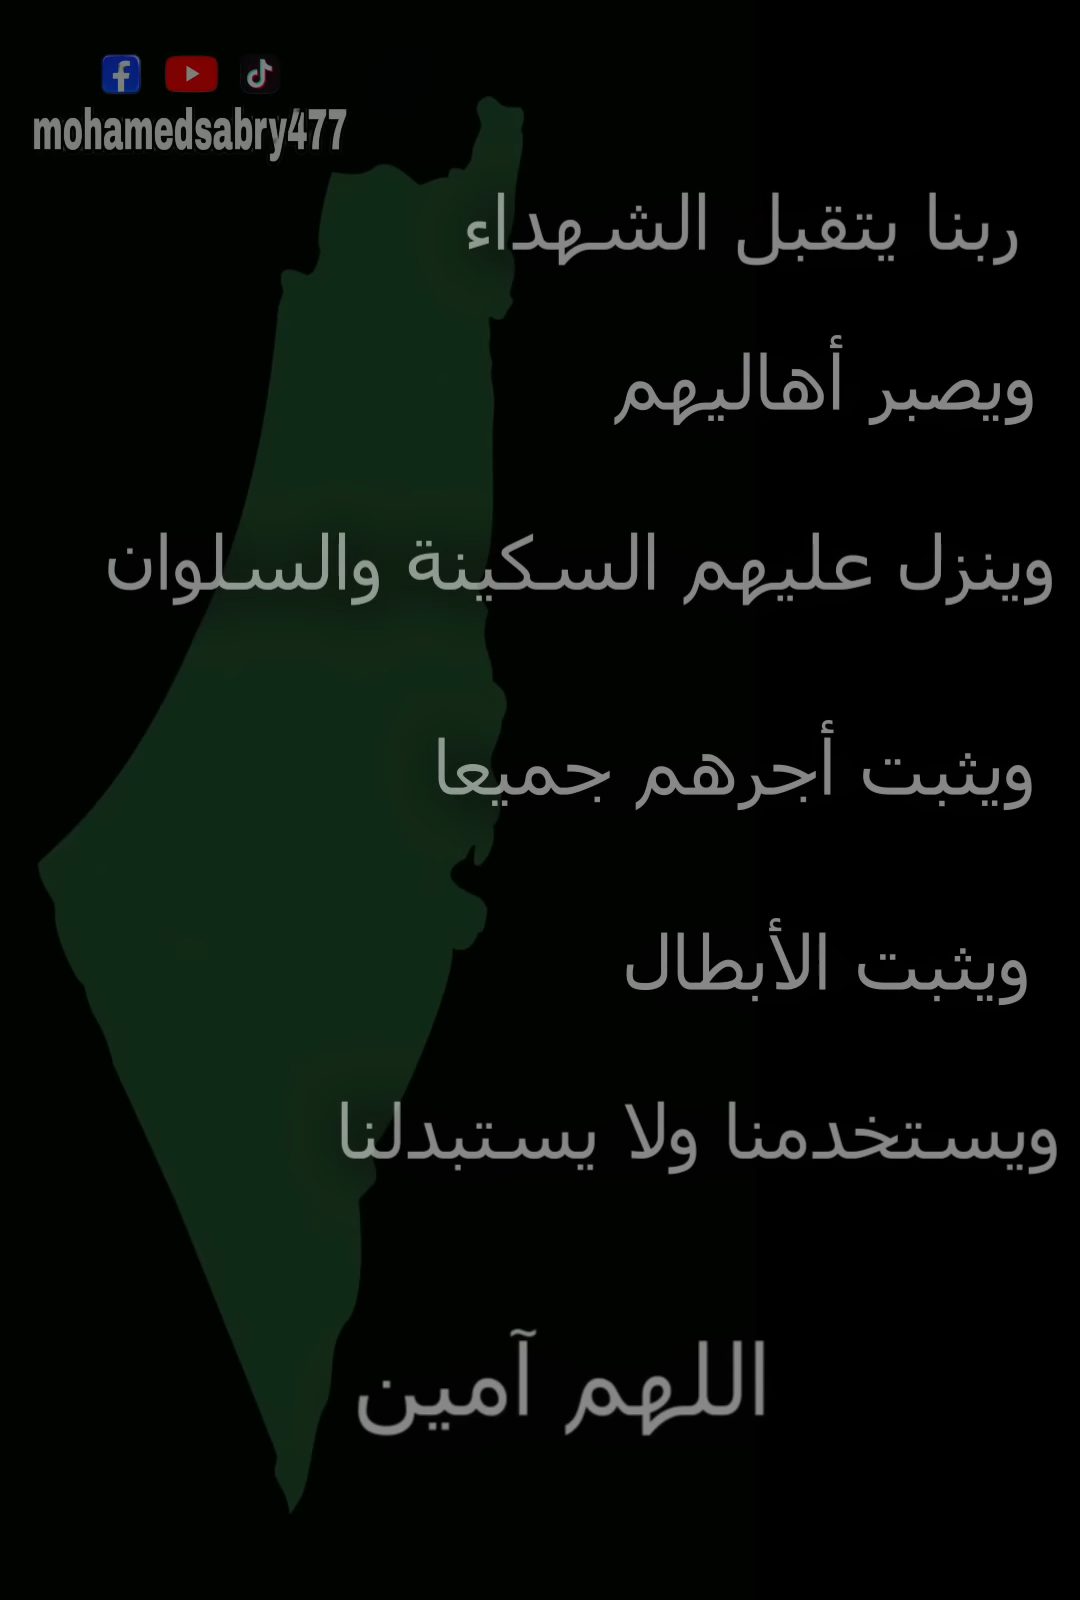 mohamedsabry477
ربنا يتقبل الشهداء
ويصبر أهاليهم
وينزل عليهم السكينة والسلوان
ويثبت أجرهم جميعا
ويثبت الأبطال
ويستخدمنا ولا يستبدلنا
اللهم آمين